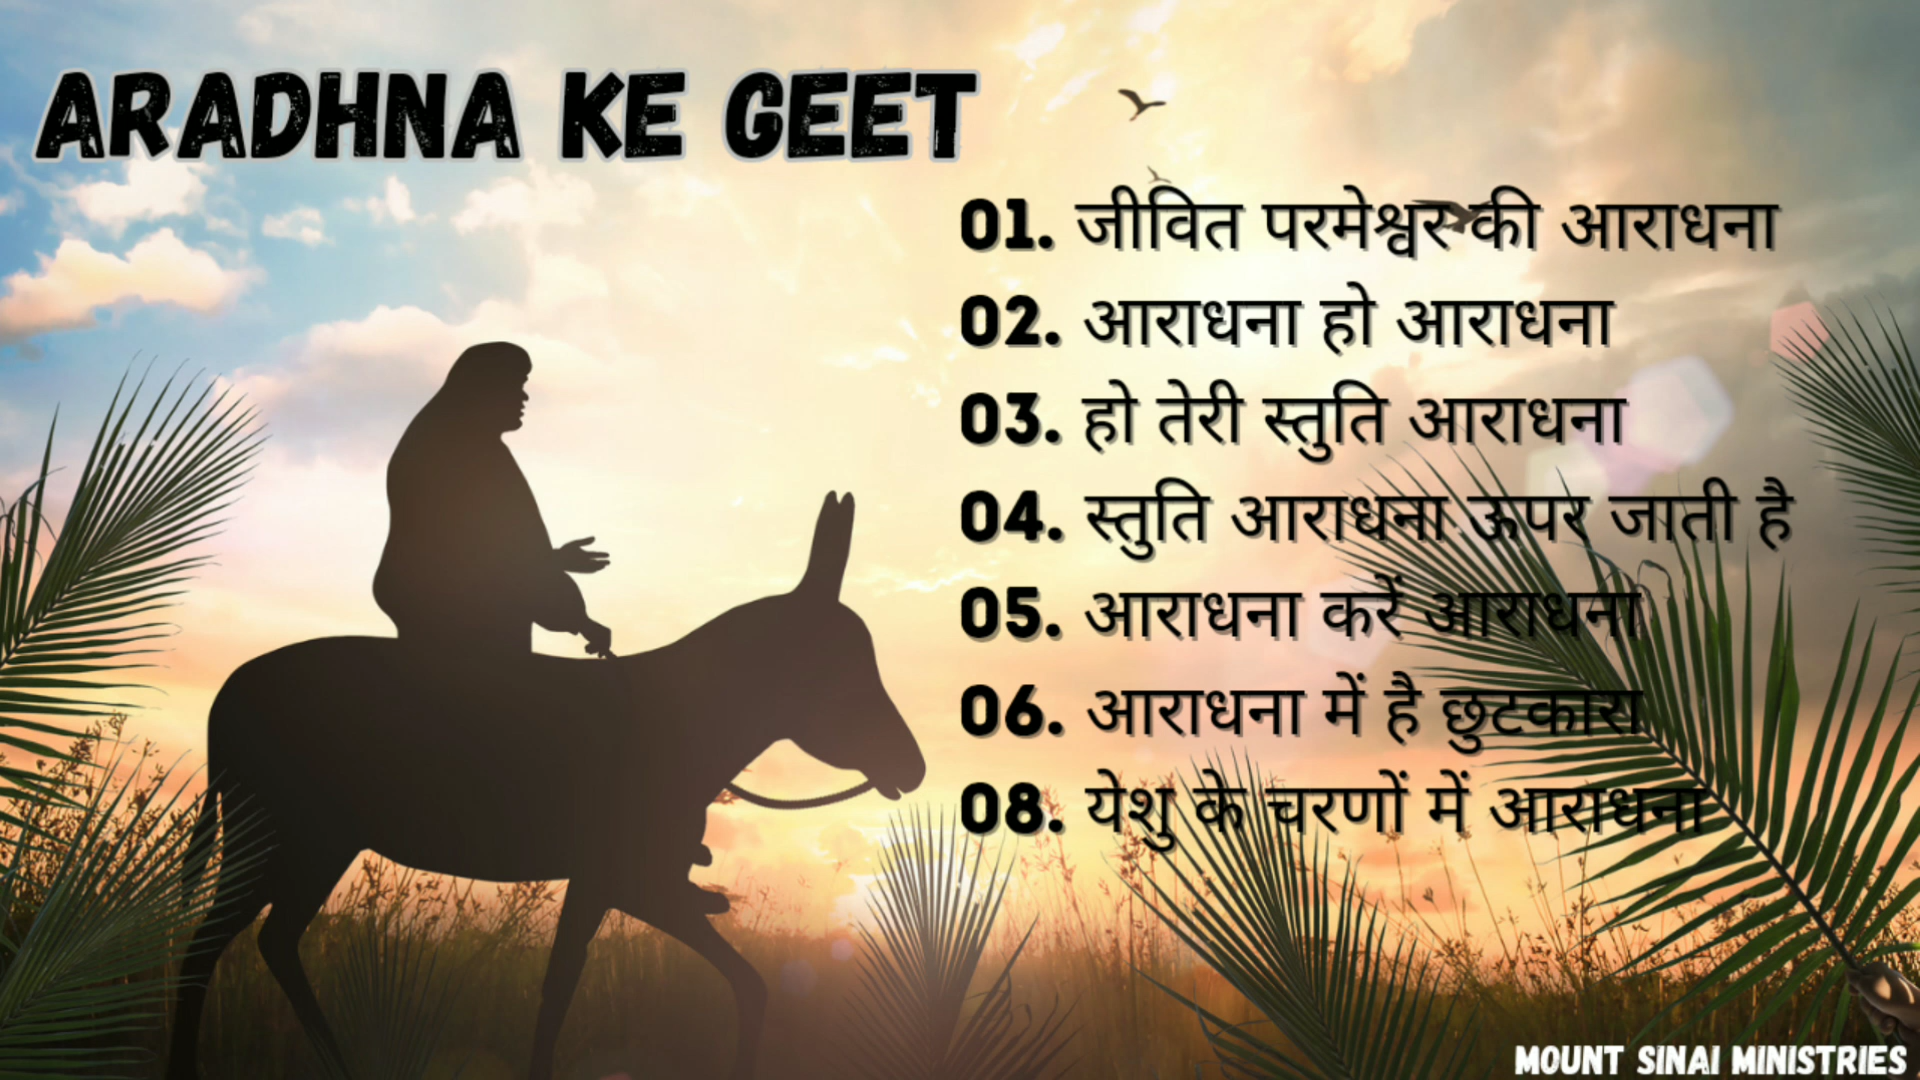 ARADHNA KE GEET
01. जीवित परमेश्वर की आराधना
02. आराधना हो आराधना
03. हो तेरी स्तुति आराधना
04. स्तुति आराधना ऊपर जाती है
05. आराधना करें आराधना
06. आराधना में है छुटकारा
08. येशु के चरणों में आराधना
MOUNT SINAI MINISTRIES